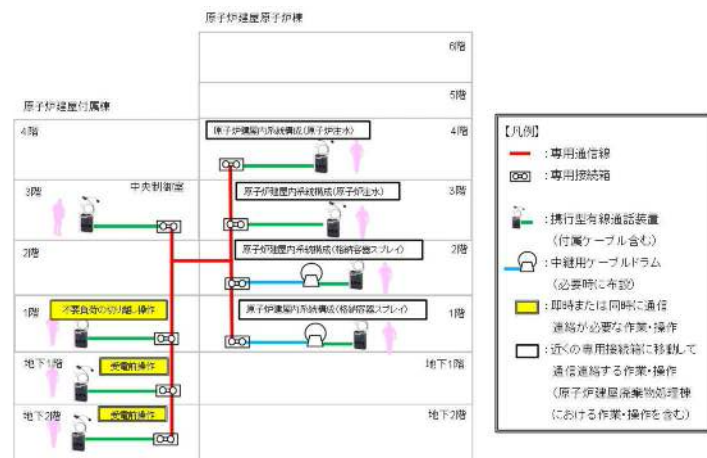 原子炉建屋原子炉棟
6階
5階
原子炉建屋付属棟
4階
原子炉建屋内系統構成(原子炉注水)
4階
3階
中央制御室
原子炉建屋内系統構成(原子炉注水)
3階
2階
原子炉建屋内系統構成(格納容器スプレイ)
2階
1階
不要負荷の切り離し操作
原子炉建屋内系統構成(格納容器スプレイ)
1階
地下1階
受電前操作
地下1階
地下2階
受電前操作
地下2階
【凡例】
:専用通信線
:専用接続箱
:携行型有線通話装置
(付属ケーブル含む)
:中継用ケーブルドラム
(必要時に布設)
:即時または同時に通信
連絡が必要な作業・操作
:近くの専用接続箱に移動して
通信連絡する作業・操作
(原子炉建屋廃棄物処理棟
における作業・操作を含む)